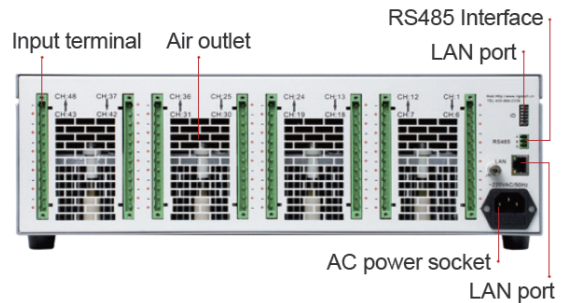 RS485 Interface
Input terminal
Air outlet
LAN port
CH:48 CH:37
CH:43 CH:42
CH:36 CH:25
CH:31 CH:30
CH:24 CH:13
CH:19 CH:18
CH:12 CH:1
CH:7 CH:6
ID
RS485
LAN
~220VAC/50Hz
AC power socket
LAN port